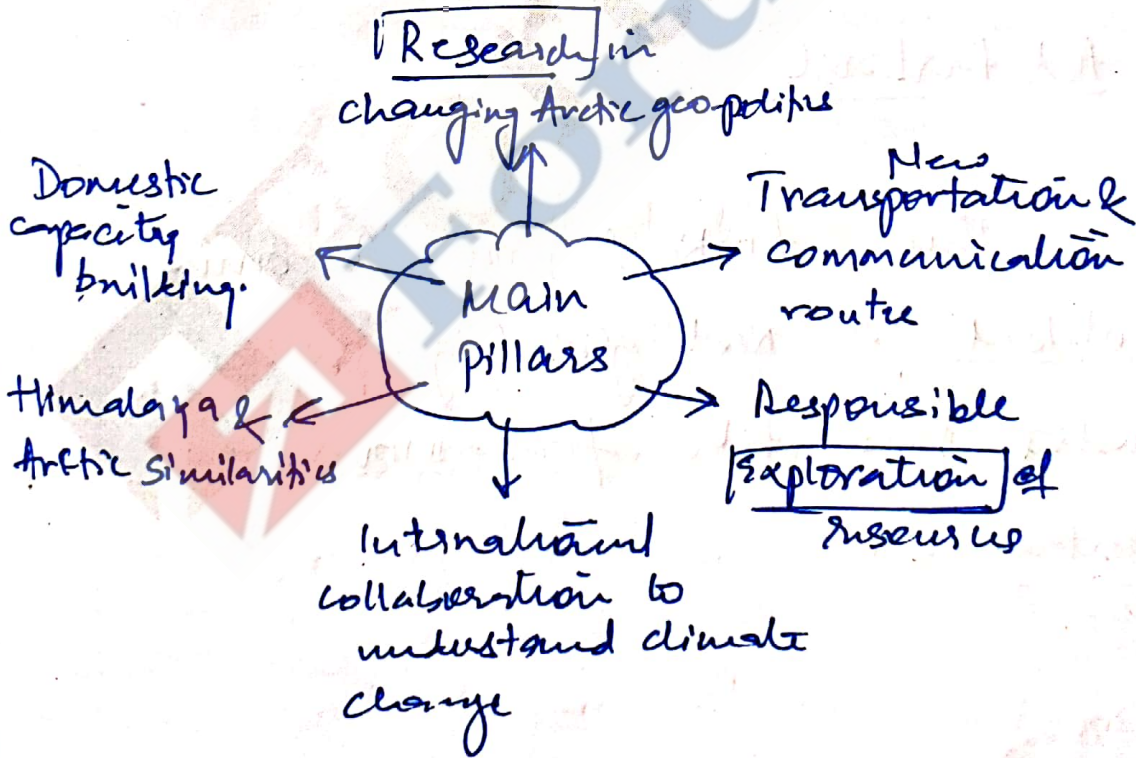 Research in
changing Arctic geo-politics
Domestic
capacity
building.
New
Transportation &
communication
route
Main
pillars
Himalaya &
Arctic similarities
Responsible
Exploration of
resources
International
collaboration to
understand climate
change